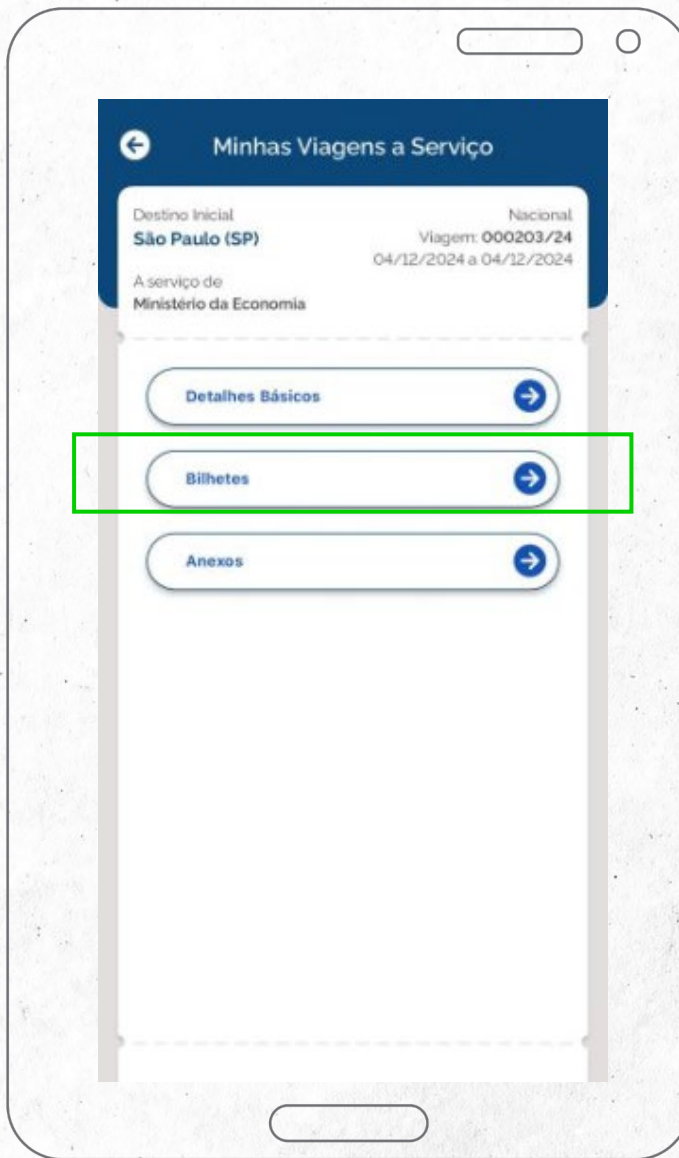 Minhas Viagens a Serviço
Destino Inicial
São Paulo (SP)
Nacional
Viagem: 000203/24
04/12/2024 a 04/12/2024
A serviço de
Ministério da Economia
Detalhes Básicos
Bilhetes
Anexos